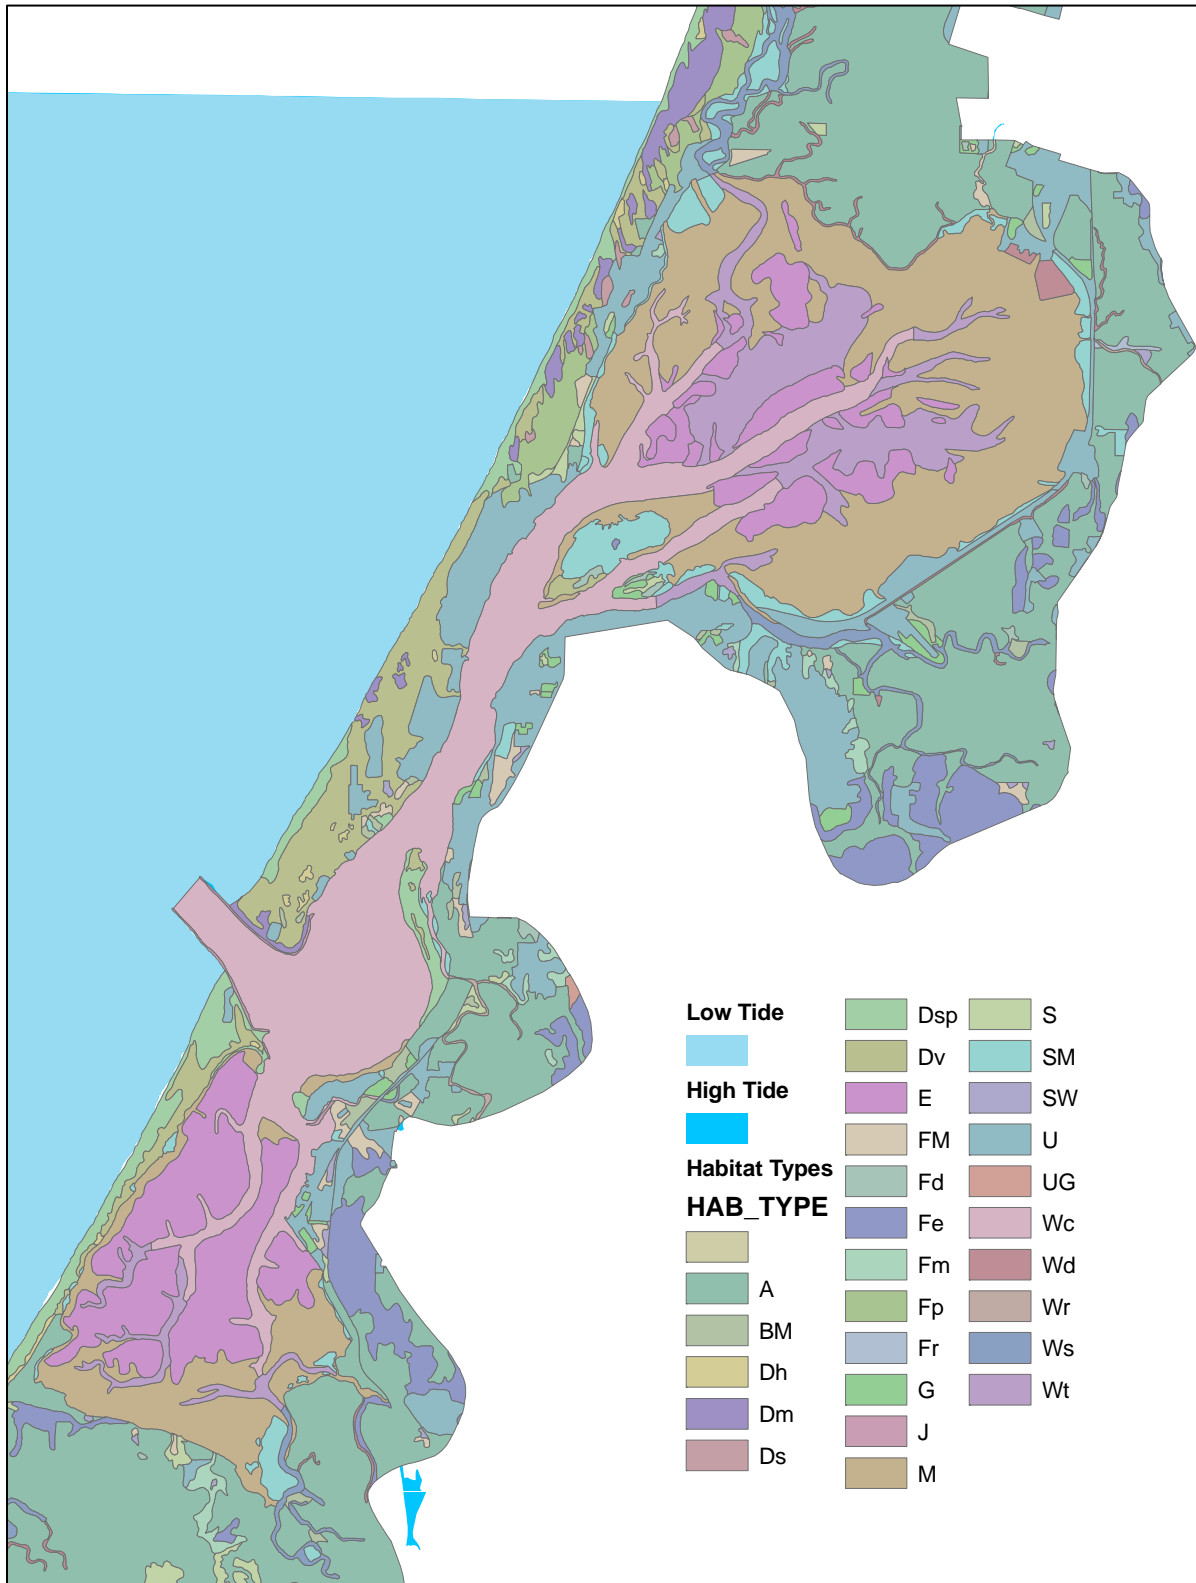 Low Tide
High Tide
Habitat Types
HAB_TYPE
A
BM
Dh
Dm
Ds
Dsp
Dv
E
FM
Fd
Fe
Fm
Fp
Fr
G
J
M
S
SM
SW
U
UG
Wc
Wd
Wr
Ws
Wt